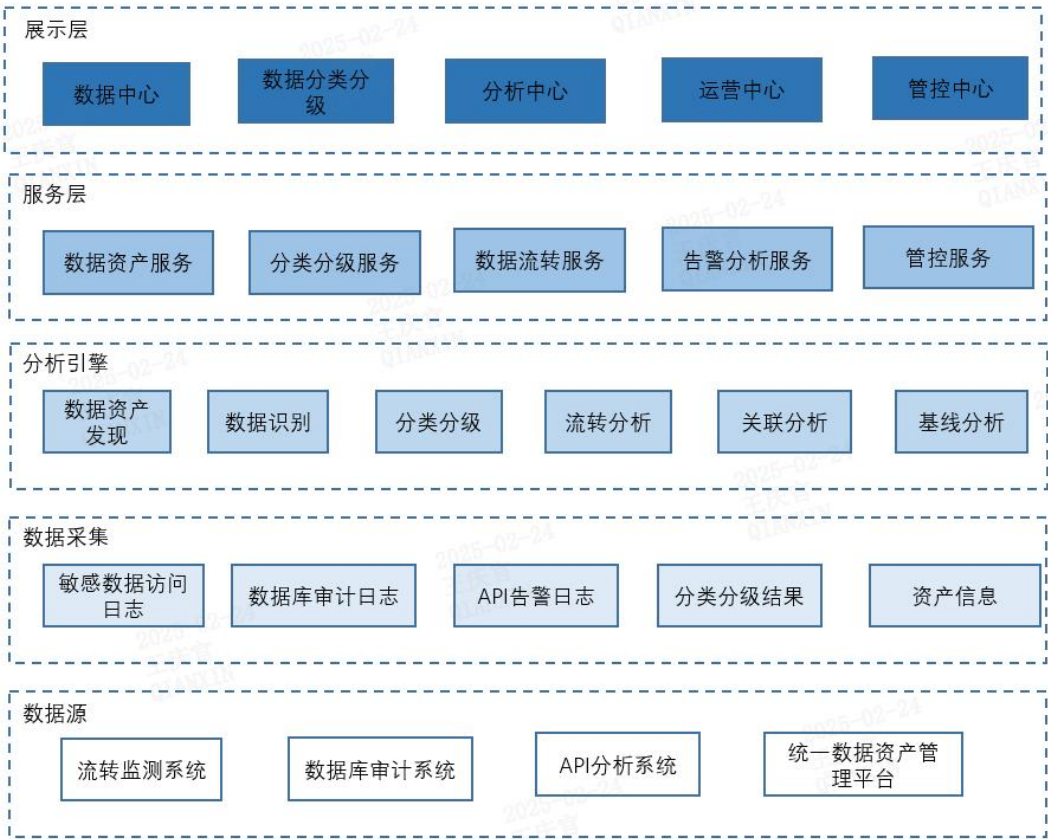 展示层
数据中心
数据分类分
级
分析中心
运营中心
管控中心
服务层
数据资产服务
分类分级服务
数据流转服务
告警分析服务
管控服务
分析引擎
数据资产
发现
数据识别
分类分级
流转分析
关联分析
基线分析
数据采集
敏感数据访问
日志
数据库审计日志
API告警日志
分类分级结果
资产信息
数据源
流转监测系统
数据库审计系统
API分析系统
统一数据资产管
理平台
2025-02-24
QIANXIN